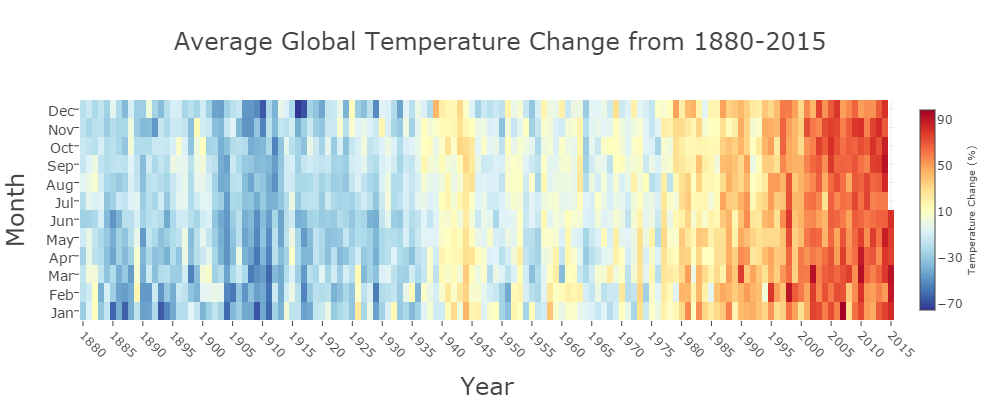 Average Global Temperature Change from 1880-2015
Month
Dec
Nov
Oct
Sep
Aug
Jul
Jun
May
Apr
Mar
Feb
Jan
1880
1885
1890
1895
1900
1905
1910
1915
1920
1925
1930
1935
1940
1945
1950
1955
1960
1965
1970
1975
1980
1985
1990
1995
2000
2005
2010
2015
Year
90
50
10
−30
−70
Temperature Change (%)